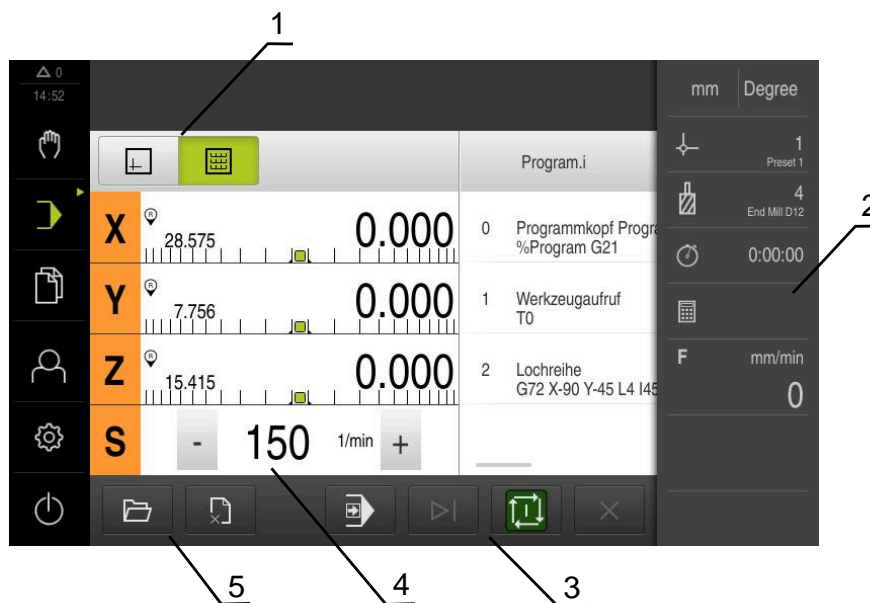 1
0
14:52
mm Degree
1
Preset 1
4
End Mill D12
2
0:00:00
F mm/min
0
Program.i
X R 28.575 0.000
Y R 7.756 0.000
Z R 15.415 0.000
S - 150 1/min +
0 Programmkopf Progra
%Program G21
1 Werkzeugaufruf
T0
2 Lochreihe
G72 X-90 Y-45 L4 I45
5 4 3